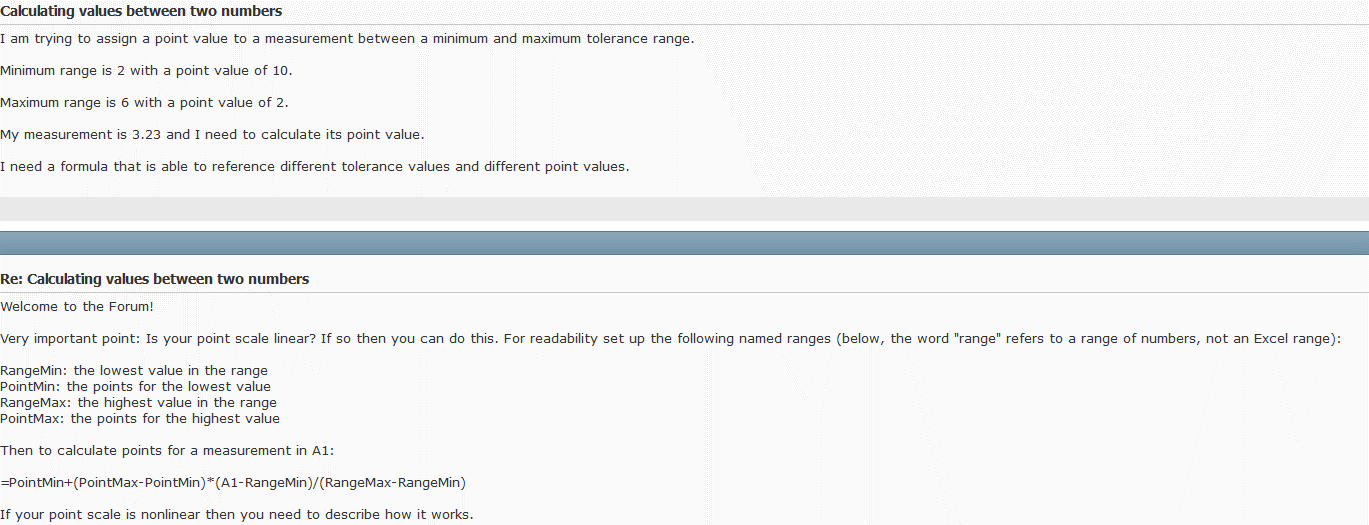 Calculating values between two numbers
I am trying to assign a point value to a measurement between a minimum and maximum tolerance range.
Minimum range is 2 with a point value of 10.
Maximum range is 6 with a point value of 2.
My measurement is 3.23 and I need to calculate its point value.
I need a formula that is able to reference different tolerance values and different point values.
Re: Calculating values between two numbers
Welcome to the Forum!
Very important point: Is your point scale linear? If so then you can do this. For readability set up the following named ranges (below, the word "range" refers to a range of numbers, not an Excel range):
RangeMin: the lowest value in the range
PointMin: the points for the lowest value
RangeMax: the highest value in the range
PointMax: the points for the highest value
Then to calculate points for a measurement in A1:
=PointMin+(PointMax-PointMin)*(A1-RangeMin)/(RangeMax-RangeMin)
If your point scale is nonlinear then you need to describe how it works.